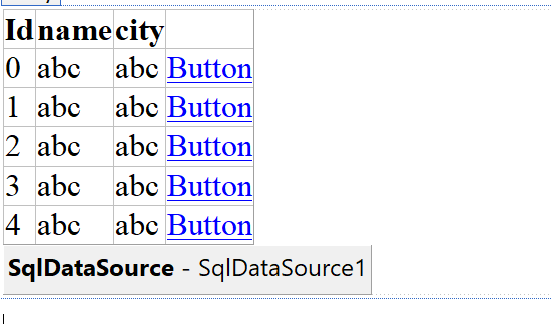 Id name city
0 abc abc Button
1 abc abc Button
2 abc abc Button
3 abc abc Button
4 abc abc Button
SqlDataSource - SqlDataSource1